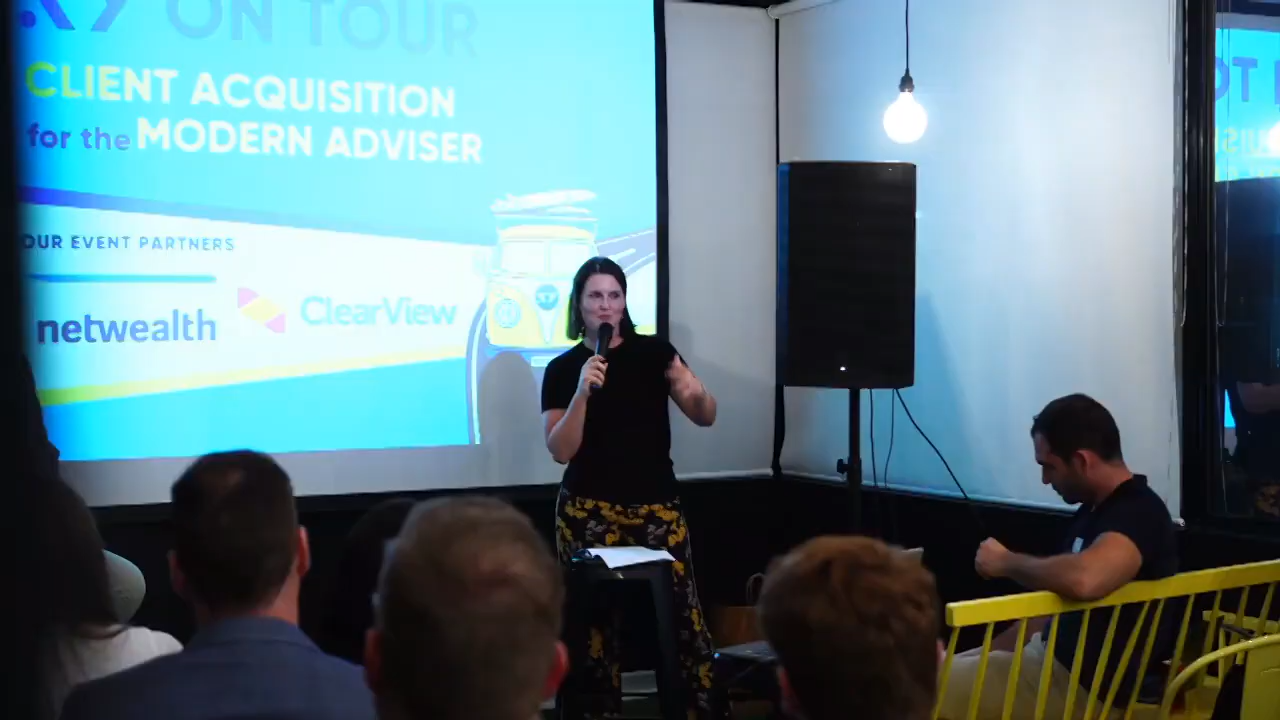 ON TOUR
CLIENT ACQUISITION
for the MODERN ADVISER
OUR EVENT PARTNERS
netwealth
ClearView